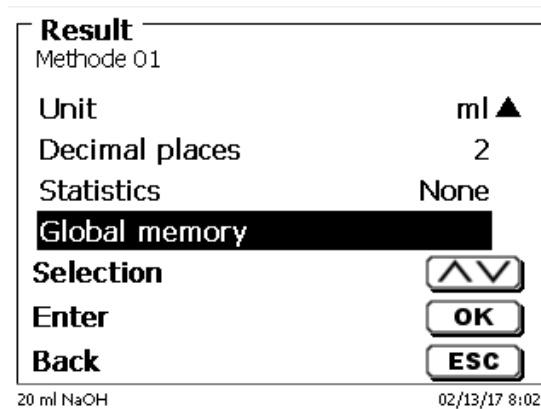 Result
Methode 01
Unit ml
Decimal places 2
Statistics None
Global memory
Selection
Enter OK
Back ESC
20 ml NaOH 02/13/17 8:02